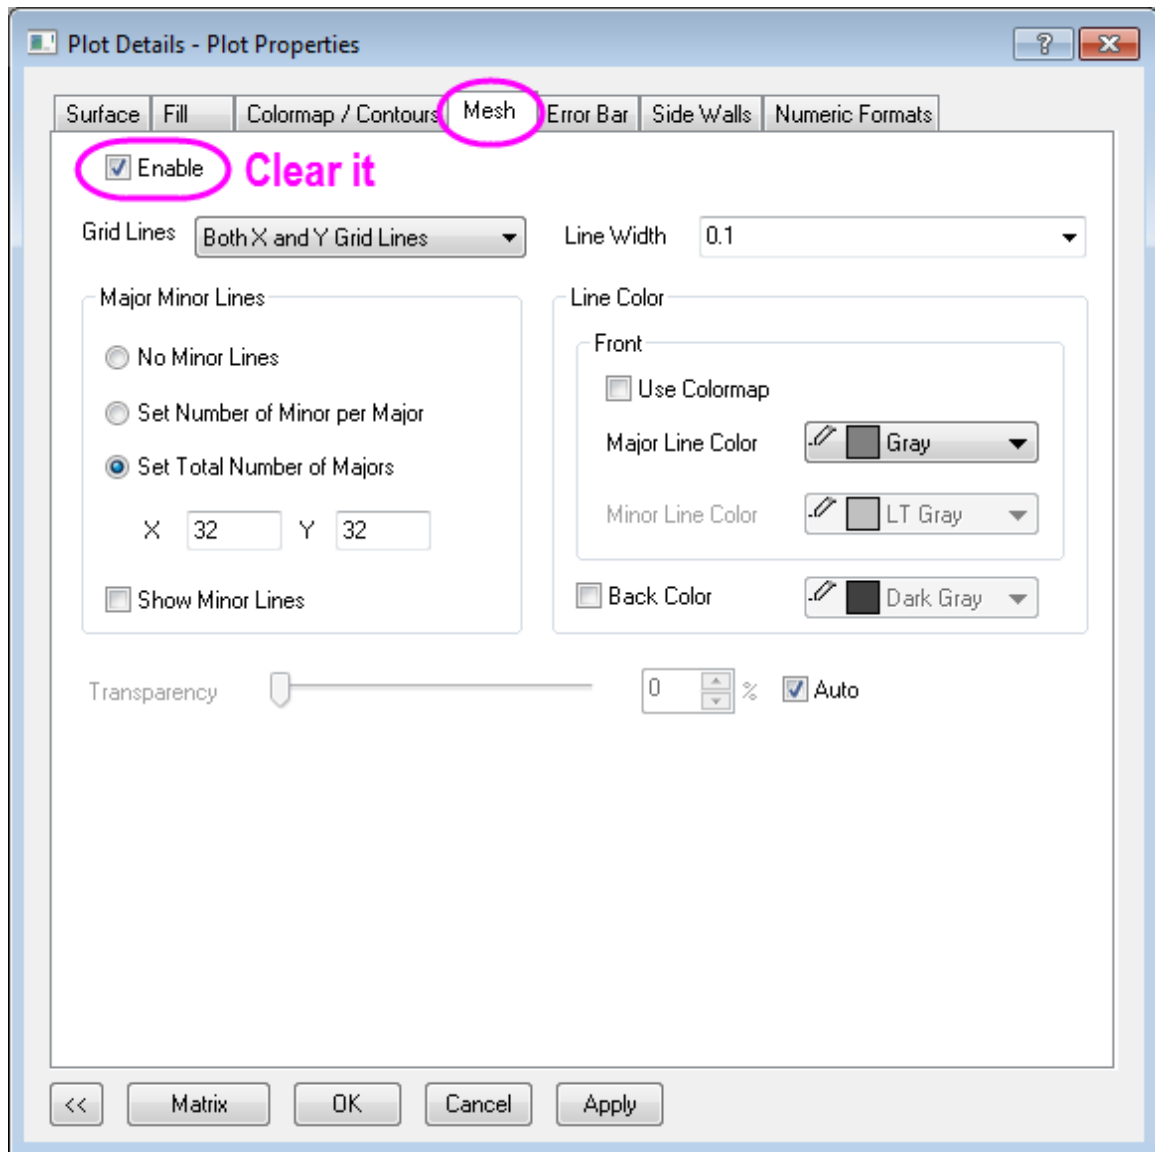 Plot Details - Plot Properties
Surface Fill Colormap / Contours Mesh Error Bar Side Walls Numeric Formats
Enable Clear it
Grid Lines Both X and Y Grid Lines Line Width 0.1
Major Minor Lines Line Color
Front
No Minor Lines
Use Colormap
Set Number of Minor per Major
Major Line Color Gray
Set Total Number of Majors
X 32 Y 32
Minor Line Color LT Gray
Show Minor Lines
Back Color Dark Gray
Transparency 0 % Auto
<< Matrix OK Cancel Apply